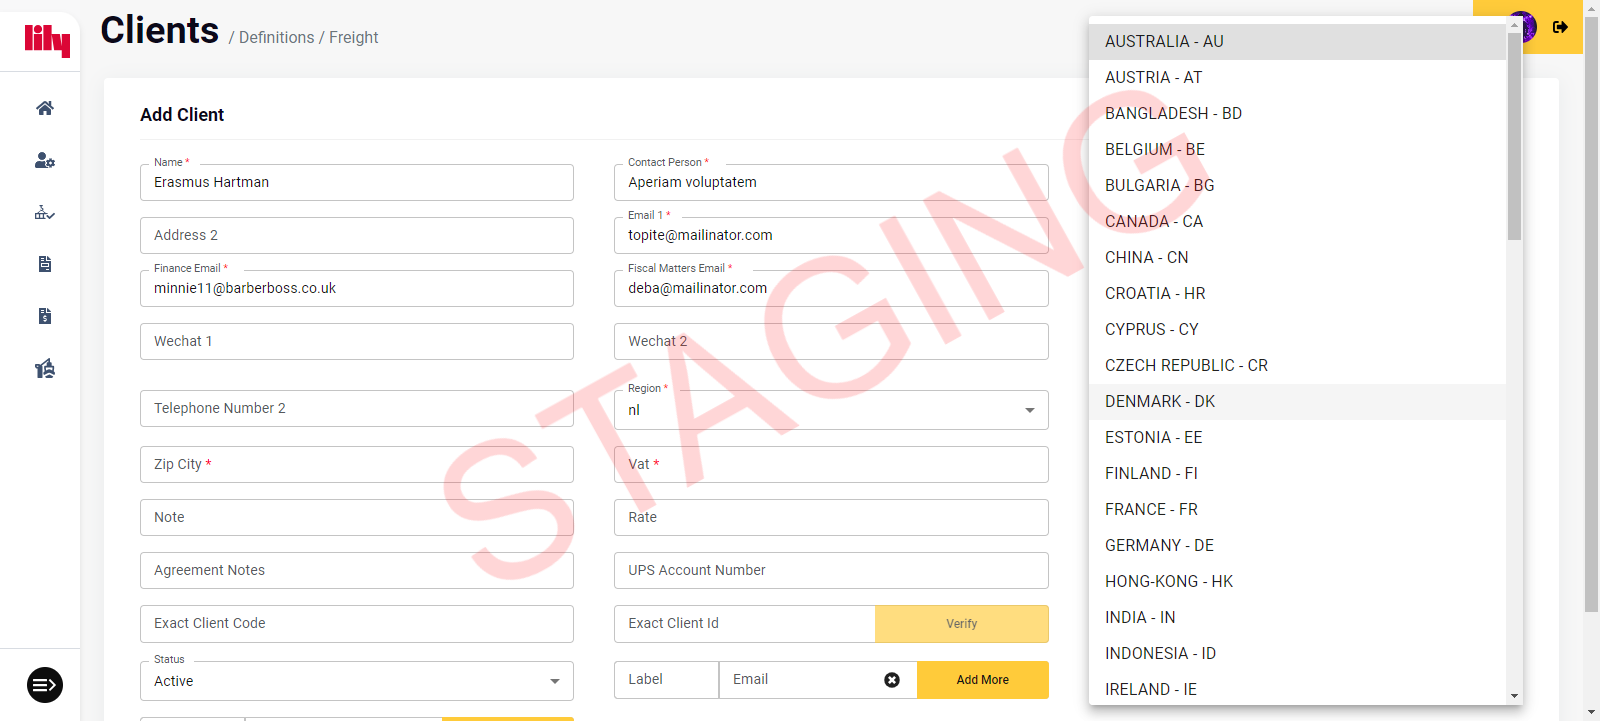 lily
Clients / Definitions / Freight
Add Client
Name *
Erasmus Hartman
Contact Person *
Aperiam voluptatem
Address 2
Email 1 *
topite@mailinator.com
Finance Email *
minnie11@barberboss.co.uk
Fiscal Matters Email *
deba@mailinator.com
Wechat 1
Wechat 2
Telephone Number 2
Region *
nl
Zip City *
Vat *
Note
Rate
Agreement Notes
UPS Account Number
Exact Client Code
Exact Client Id
Verify
Status
Active
Label
Email
Add More
STAGING
AUSTRALIA - AU
AUSTRIA - AT
BANGLADESH - BD
BELGIUM - BE
BULGARIA - BG
CANADA - CA
CHINA - CN
CROATIA - HR
CYPRUS - CY
CZECH REPUBLIC - CR
DENMARK - DK
ESTONIA - EE
FINLAND - FI
FRANCE - FR
GERMANY - DE
HONG-KONG - HK
INDIA - IN
INDONESIA - ID
IRELAND - IE